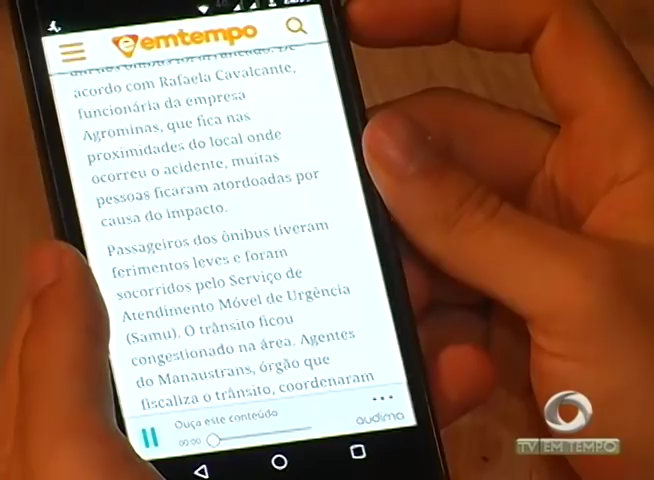 emtempo
acordo com Rafaela Cavalcante,
funcionária da empresa
Agrominas, que fica nas
proximidades do local onde
ocorreu o acidente, muitas
pessoas ficaram atordoadas por
causa do impacto.
Passageiros dos ônibus tiveram
ferimentos leves e foram
socorridos pelo Serviço de
Atendimento Móvel de Urgência
(Samu). O trânsito ficou
congestionado na área. Agentes
do Manaustrans, órgão que
fiscaliza o trânsito, coordenaram
Ouça este conteúdo
00:00
audima
TV EM TEMPO